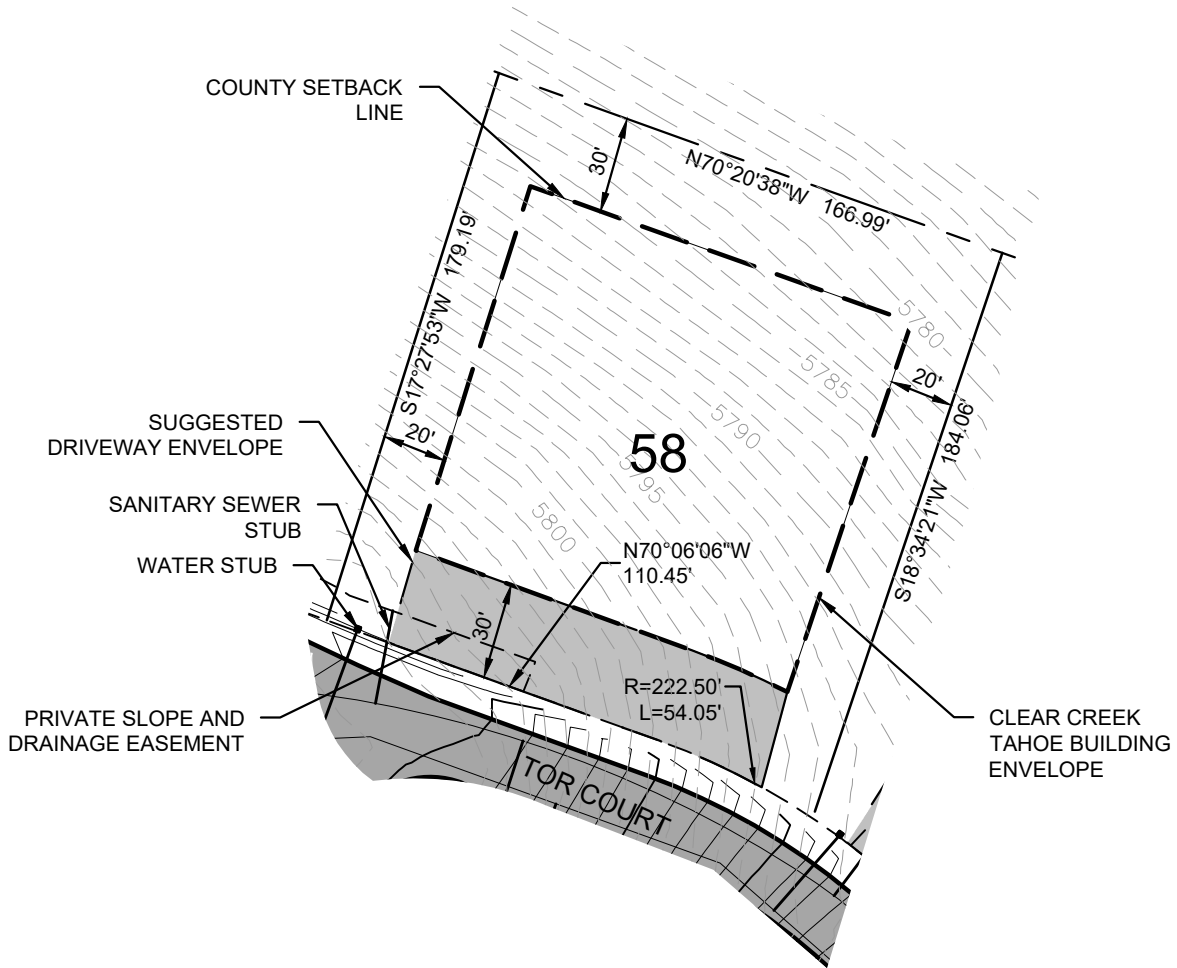 COUNTY SETBACK
LINE
30'
N70°20'38"W 166.99'
S17°27'53"W 179.19'
5780
5785
20'
5790
SUGGESTED
DRIVEWAY ENVELOPE
20'
58
5795
S18°34'21"W 184.06'
SANITARY SEWER
STUB
5800
N70°06'06"W
110.45'
WATER STUB
30'
R=222.50'
L=54.05'
PRIVATE SLOPE AND
DRAINAGE EASEMENT
CLEAR CREEK
TAHOE BUILDING
ENVELOPE
TOR COURT